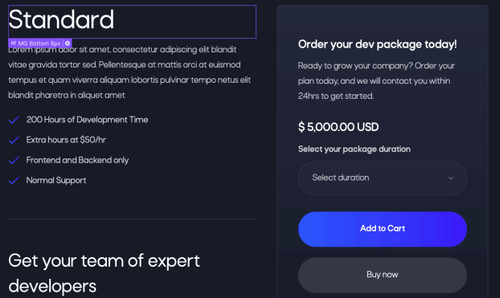 Standard
H1 MG Bottom 8px
Lorem ipsum dolor sit amet, consectetur adipiscing elit blandit
vitae gravida tortor sed. Pellentesque at mattis orci at euismod
tempus et quam viverra aliquam lobortis pulvinar tempus netus elit
blandit pharetra in aliquet amet
200 Hours of Development Time
Extra hours at $50/hr
Frontend and Backend only
Normal Support
Get your team of expert
developers
Order your dev package today!
Ready to grow your company? Order your
plan today, and we will contact you within
24hrs to get started.
$ 5,000.00 USD
Select your package duration
Select duration
Add to Cart
Buy now